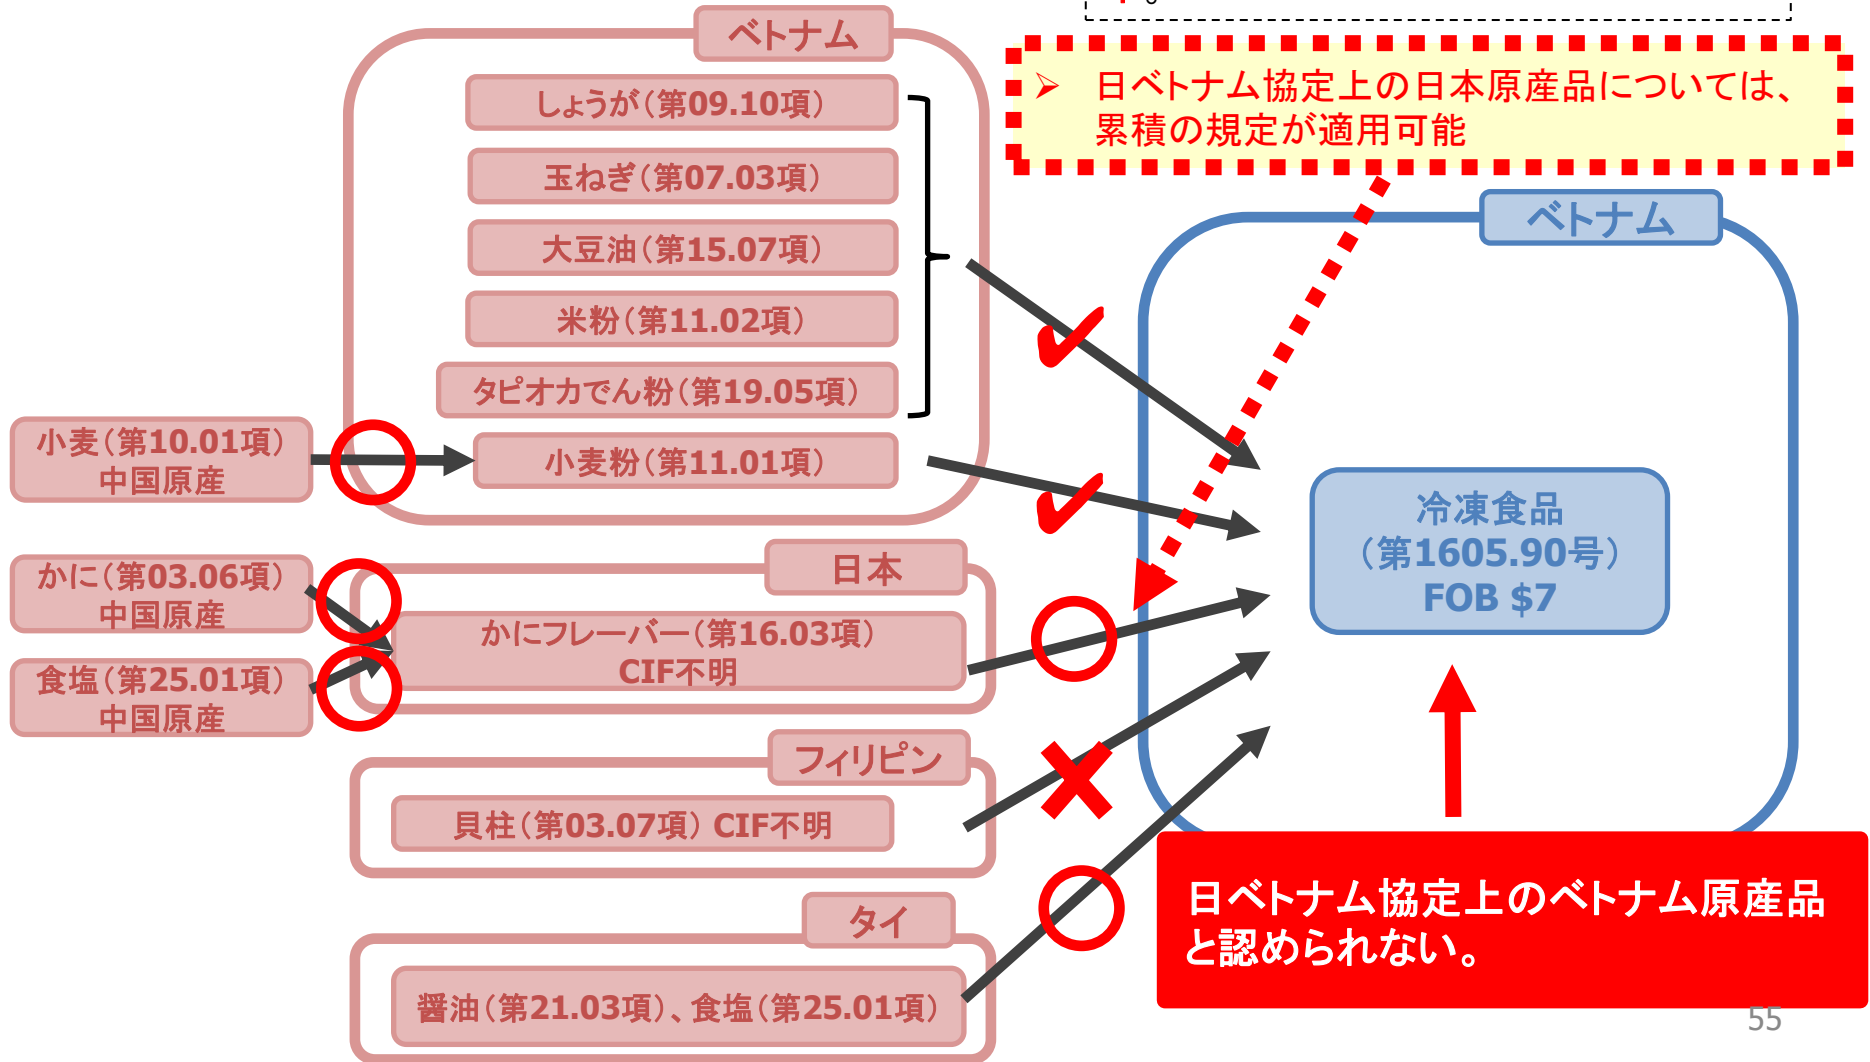 す。
ベトナム
しょうが（第09.10項）
玉ねぎ（第07.03項）
大豆油（第15.07項）
米粉（第11.02項）
タピオカでん粉（第19.05項）
小麦（第10.01項）
中国原産
小麦粉（第11.01項）
➢ 日ベトナム協定上の日本原産品については、
累積の規定が適用可能
ベトナム
冷凍食品
（第1605.90号）
FOB $7
かに（第03.06項）
中国原産
食塩（第25.01項）
中国原産
日本
かにフレーバー（第16.03項）
CIF不明
フィリピン
貝柱（第03.07項） CIF不明
タイ
醤油（第21.03項）、食塩（第25.01項）
日ベトナム協定上のベトナム原産品
と認められない。
55